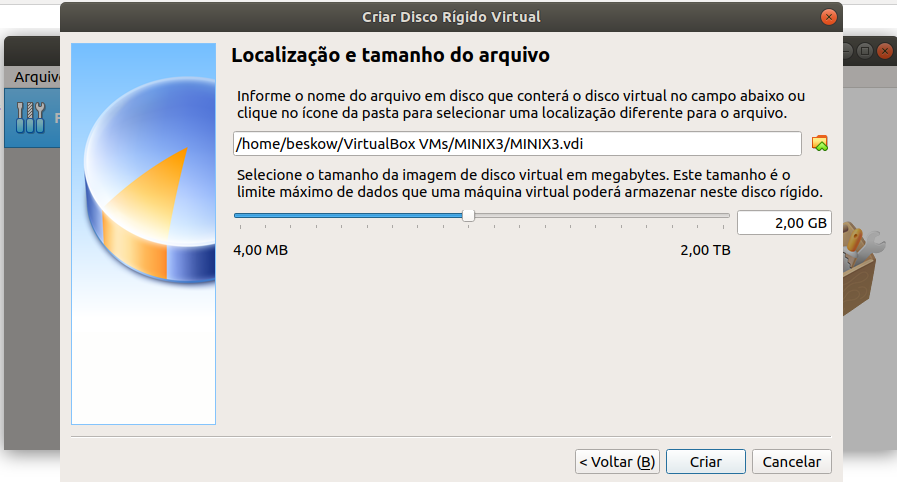 Criar Disco Rígido Virtual
Arquivo
Localização e tamanho do arquivo
Informe o nome do arquivo em disco que conterá o disco virtual no campo abaixo ou
clique no ícone da pasta para selecionar uma localização diferente para o arquivo.
/home/beskow/VirtualBox VMs/MINIX3/MINIX3.vdi
Selecione o tamanho da imagem de disco virtual em megabytes. Este tamanho é o
limite máximo de dados que uma máquina virtual poderá armazenar neste disco rígido.
2,00 GB
4,00 MB
2,00 TB
< Voltar (B)
Criar
Cancelar